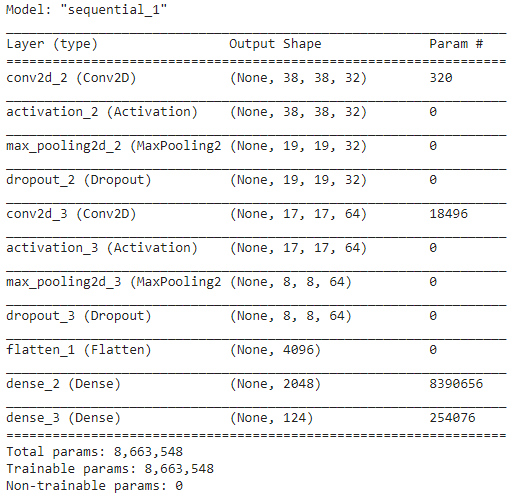 Model: "sequential_1"
Layer (type) Output Shape Param #
conv2d_2 (Conv2D) (None, 38, 38, 32) 320
activation_2 (Activation) (None, 38, 38, 32) 0
max_pooling2d_2 (MaxPooling2 (None, 19, 19, 32) 0
dropout_2 (Dropout) (None, 19, 19, 32) 0
conv2d_3 (Conv2D) (None, 17, 17, 64) 18496
activation_3 (Activation) (None, 17, 17, 64) 0
max_pooling2d_3 (MaxPooling2 (None, 8, 8, 64) 0
dropout_3 (Dropout) (None, 8, 8, 64) 0
flatten_1 (Flatten) (None, 4096) 0
dense_2 (Dense) (None, 2048) 8390656
dense_3 (Dense) (None, 124) 254076
Total params: 8,663,548
Trainable params: 8,663,548
Non-trainable params: 0